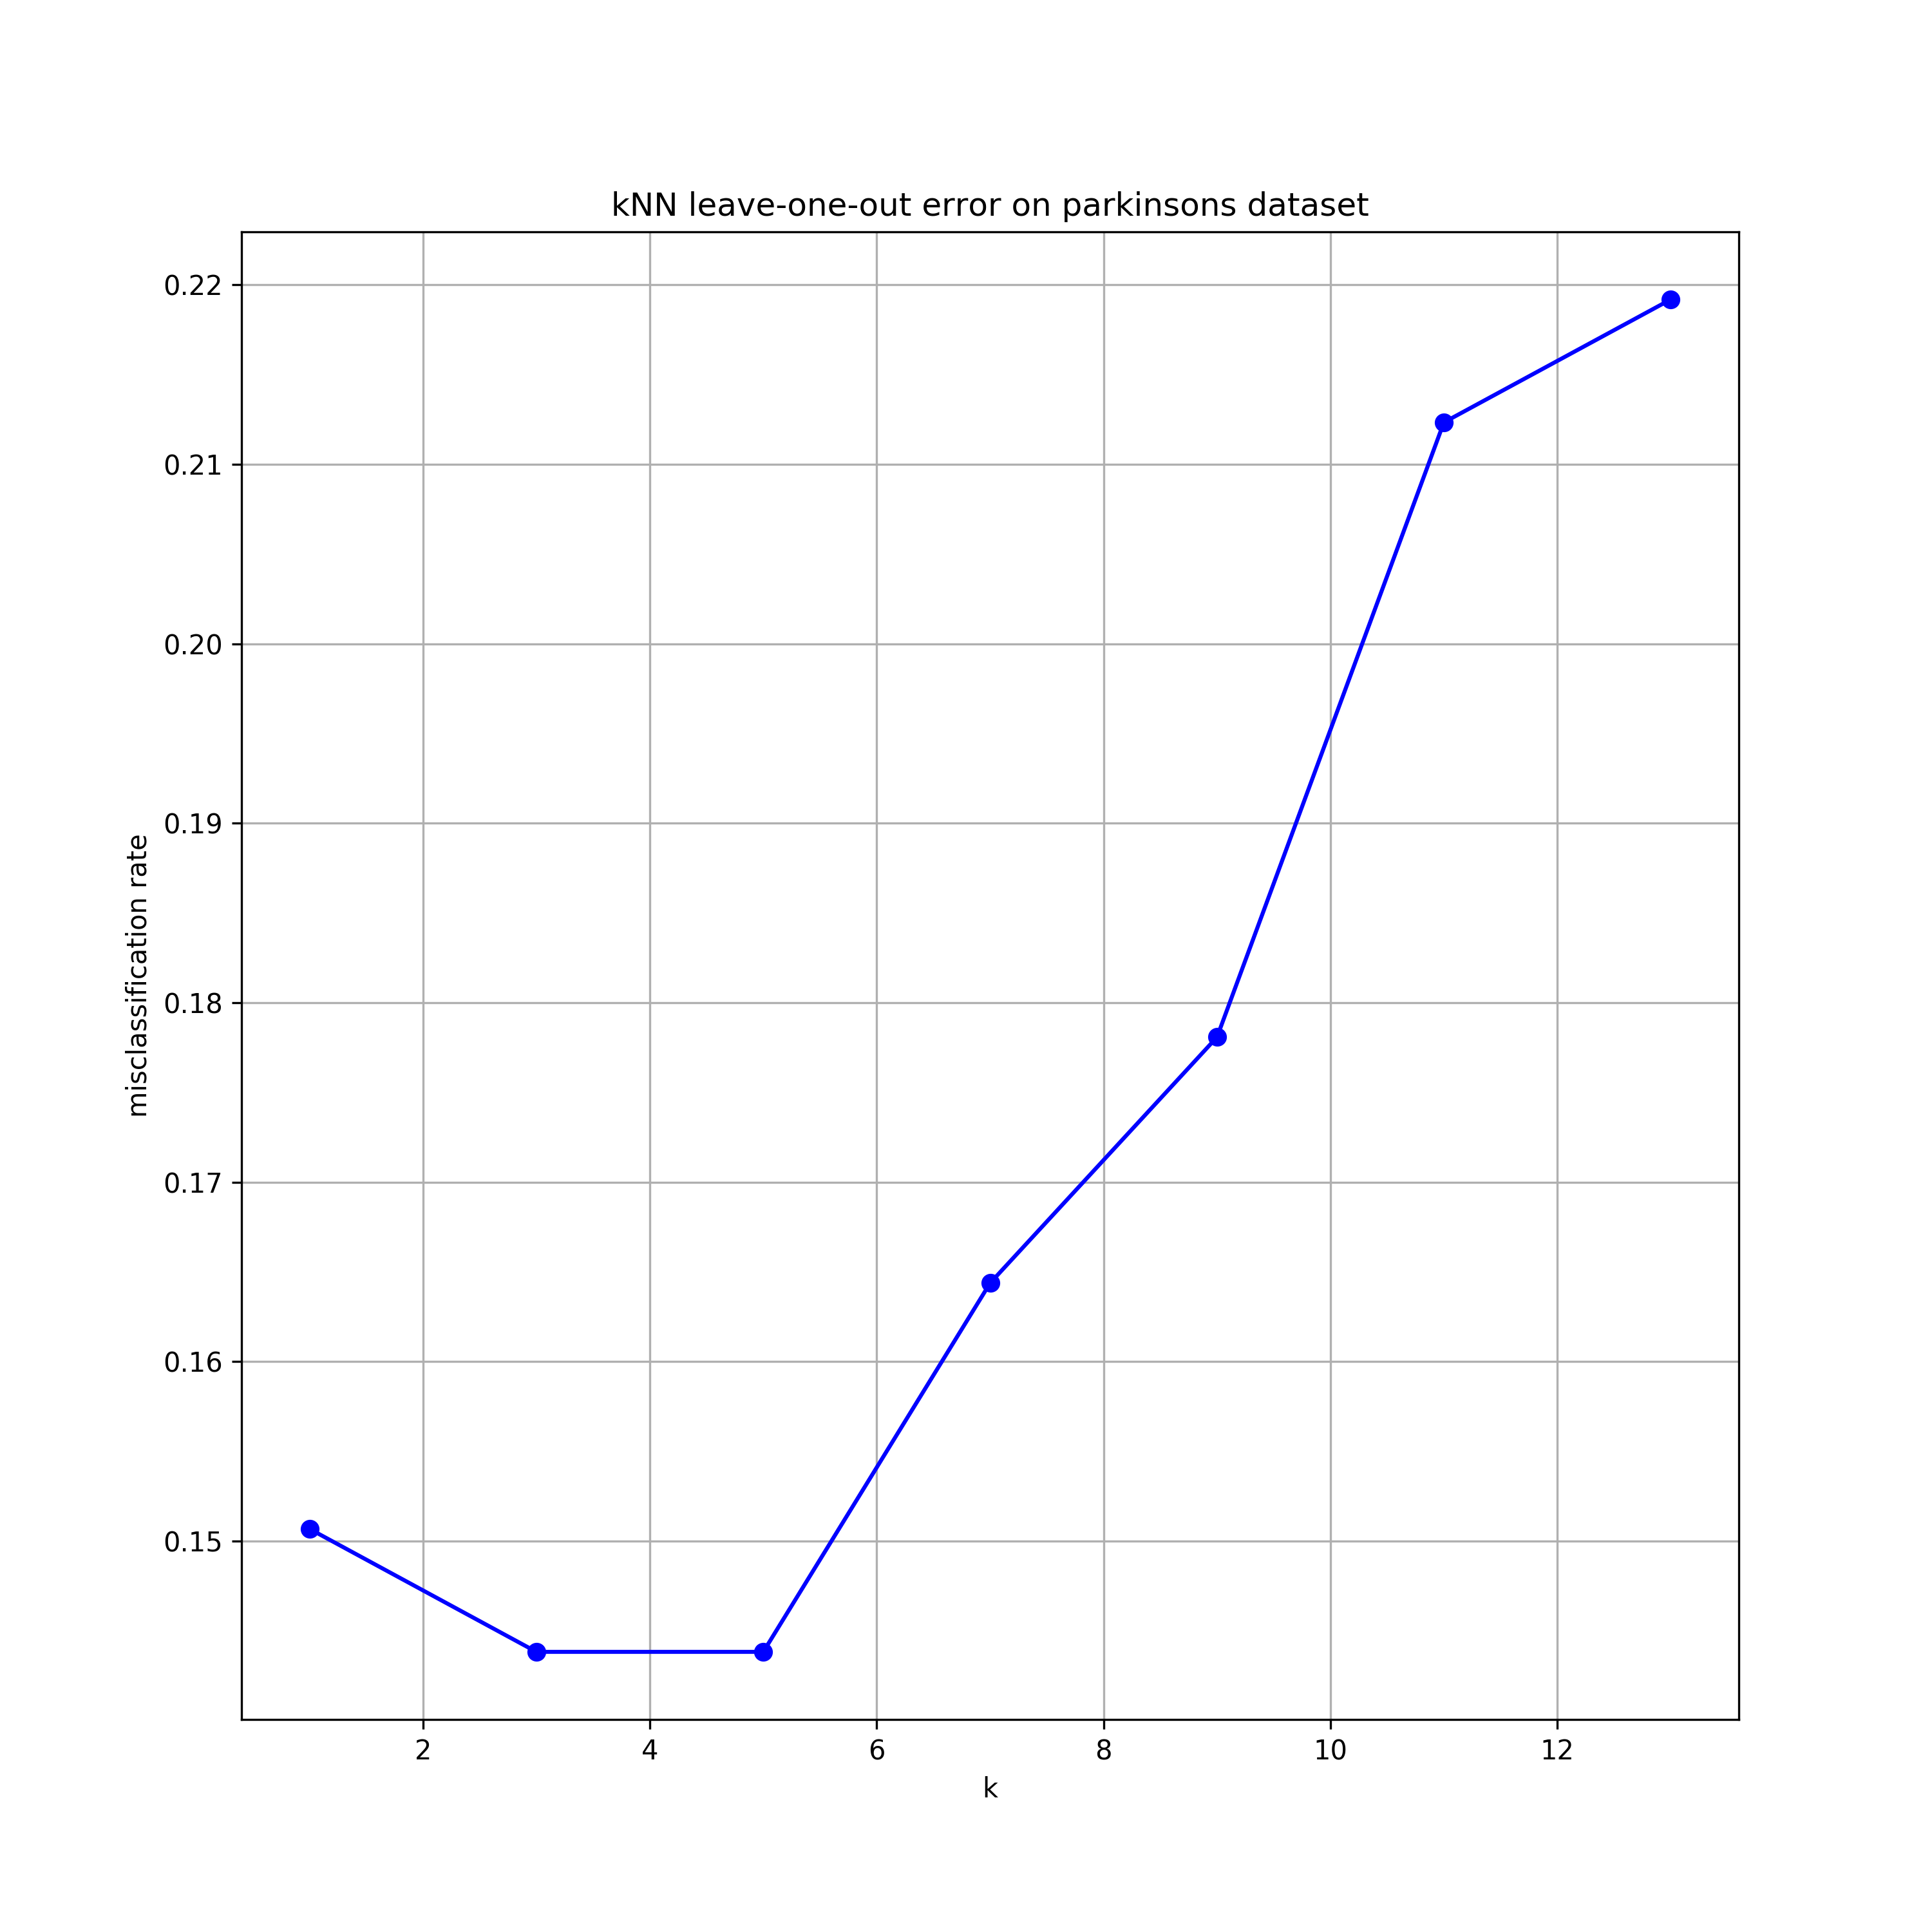 kNN leave-one-out error on parkinsons dataset
0.22
0.21
0.20
0.19
0.18
0.17
0.16
0.15
misclassification rate
2 4 6 8 10 12
k